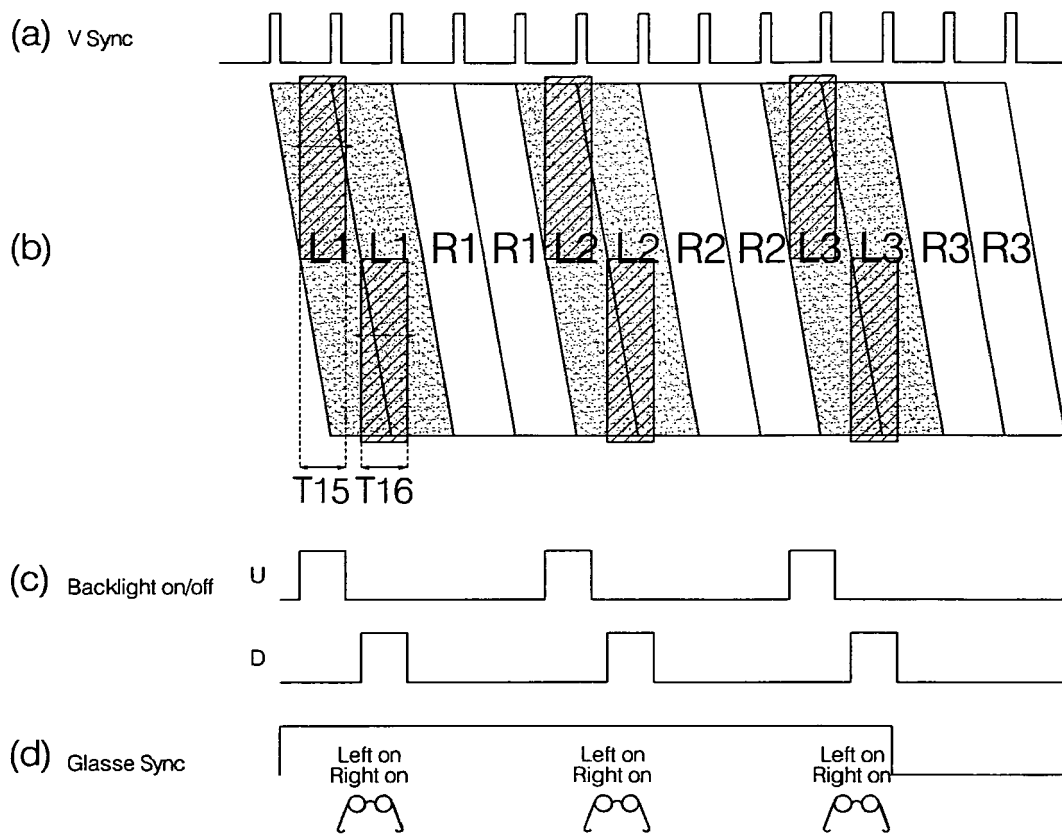 (a) V Sync
(b) L1 L1 R1 R1 L2 L2 R2 R2 L3 L3 R3 R3
T15 T16
(c) Backlight on/off U
D
(d) Glasse Sync
Left on Left on Left on
Right on Right on Right on